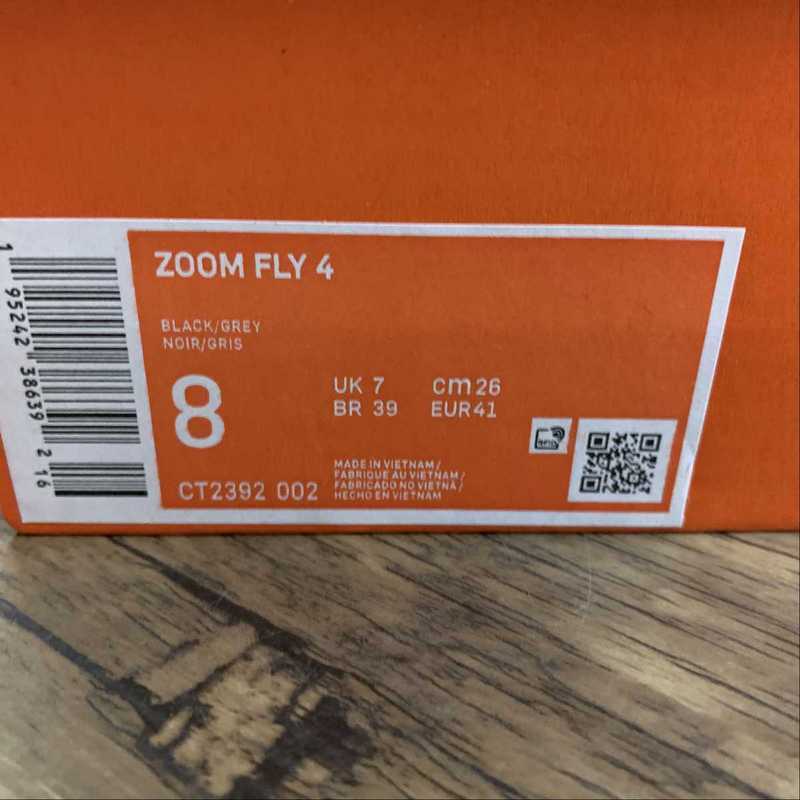 ZOOM FLY 4
BLACK/GREY
NOIR/GRIS
8
UK 7 cm 26
BR 39 EUR 41
MADE IN VIETNAM/
FABRIQUE AU VIETNAM/
FABRICADO NO VIETNÃ/
HECHO EN VIETNAM
CT2392 002
1 95242 38639 2 16
RFID